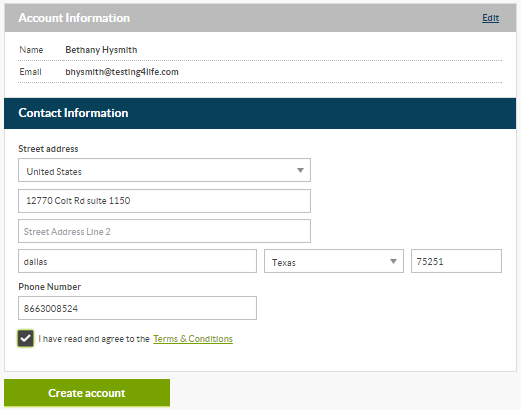 Account Information Edit
Name Bethany Hysmith
Email bhysmith@testing4life.com
Contact Information
Street address
United States
12770 Coit Rd suite 1150
Street Address Line 2
dallas Texas 75251
Phone Number
8663008524
I have read and agree to the Terms & Conditions
Create account